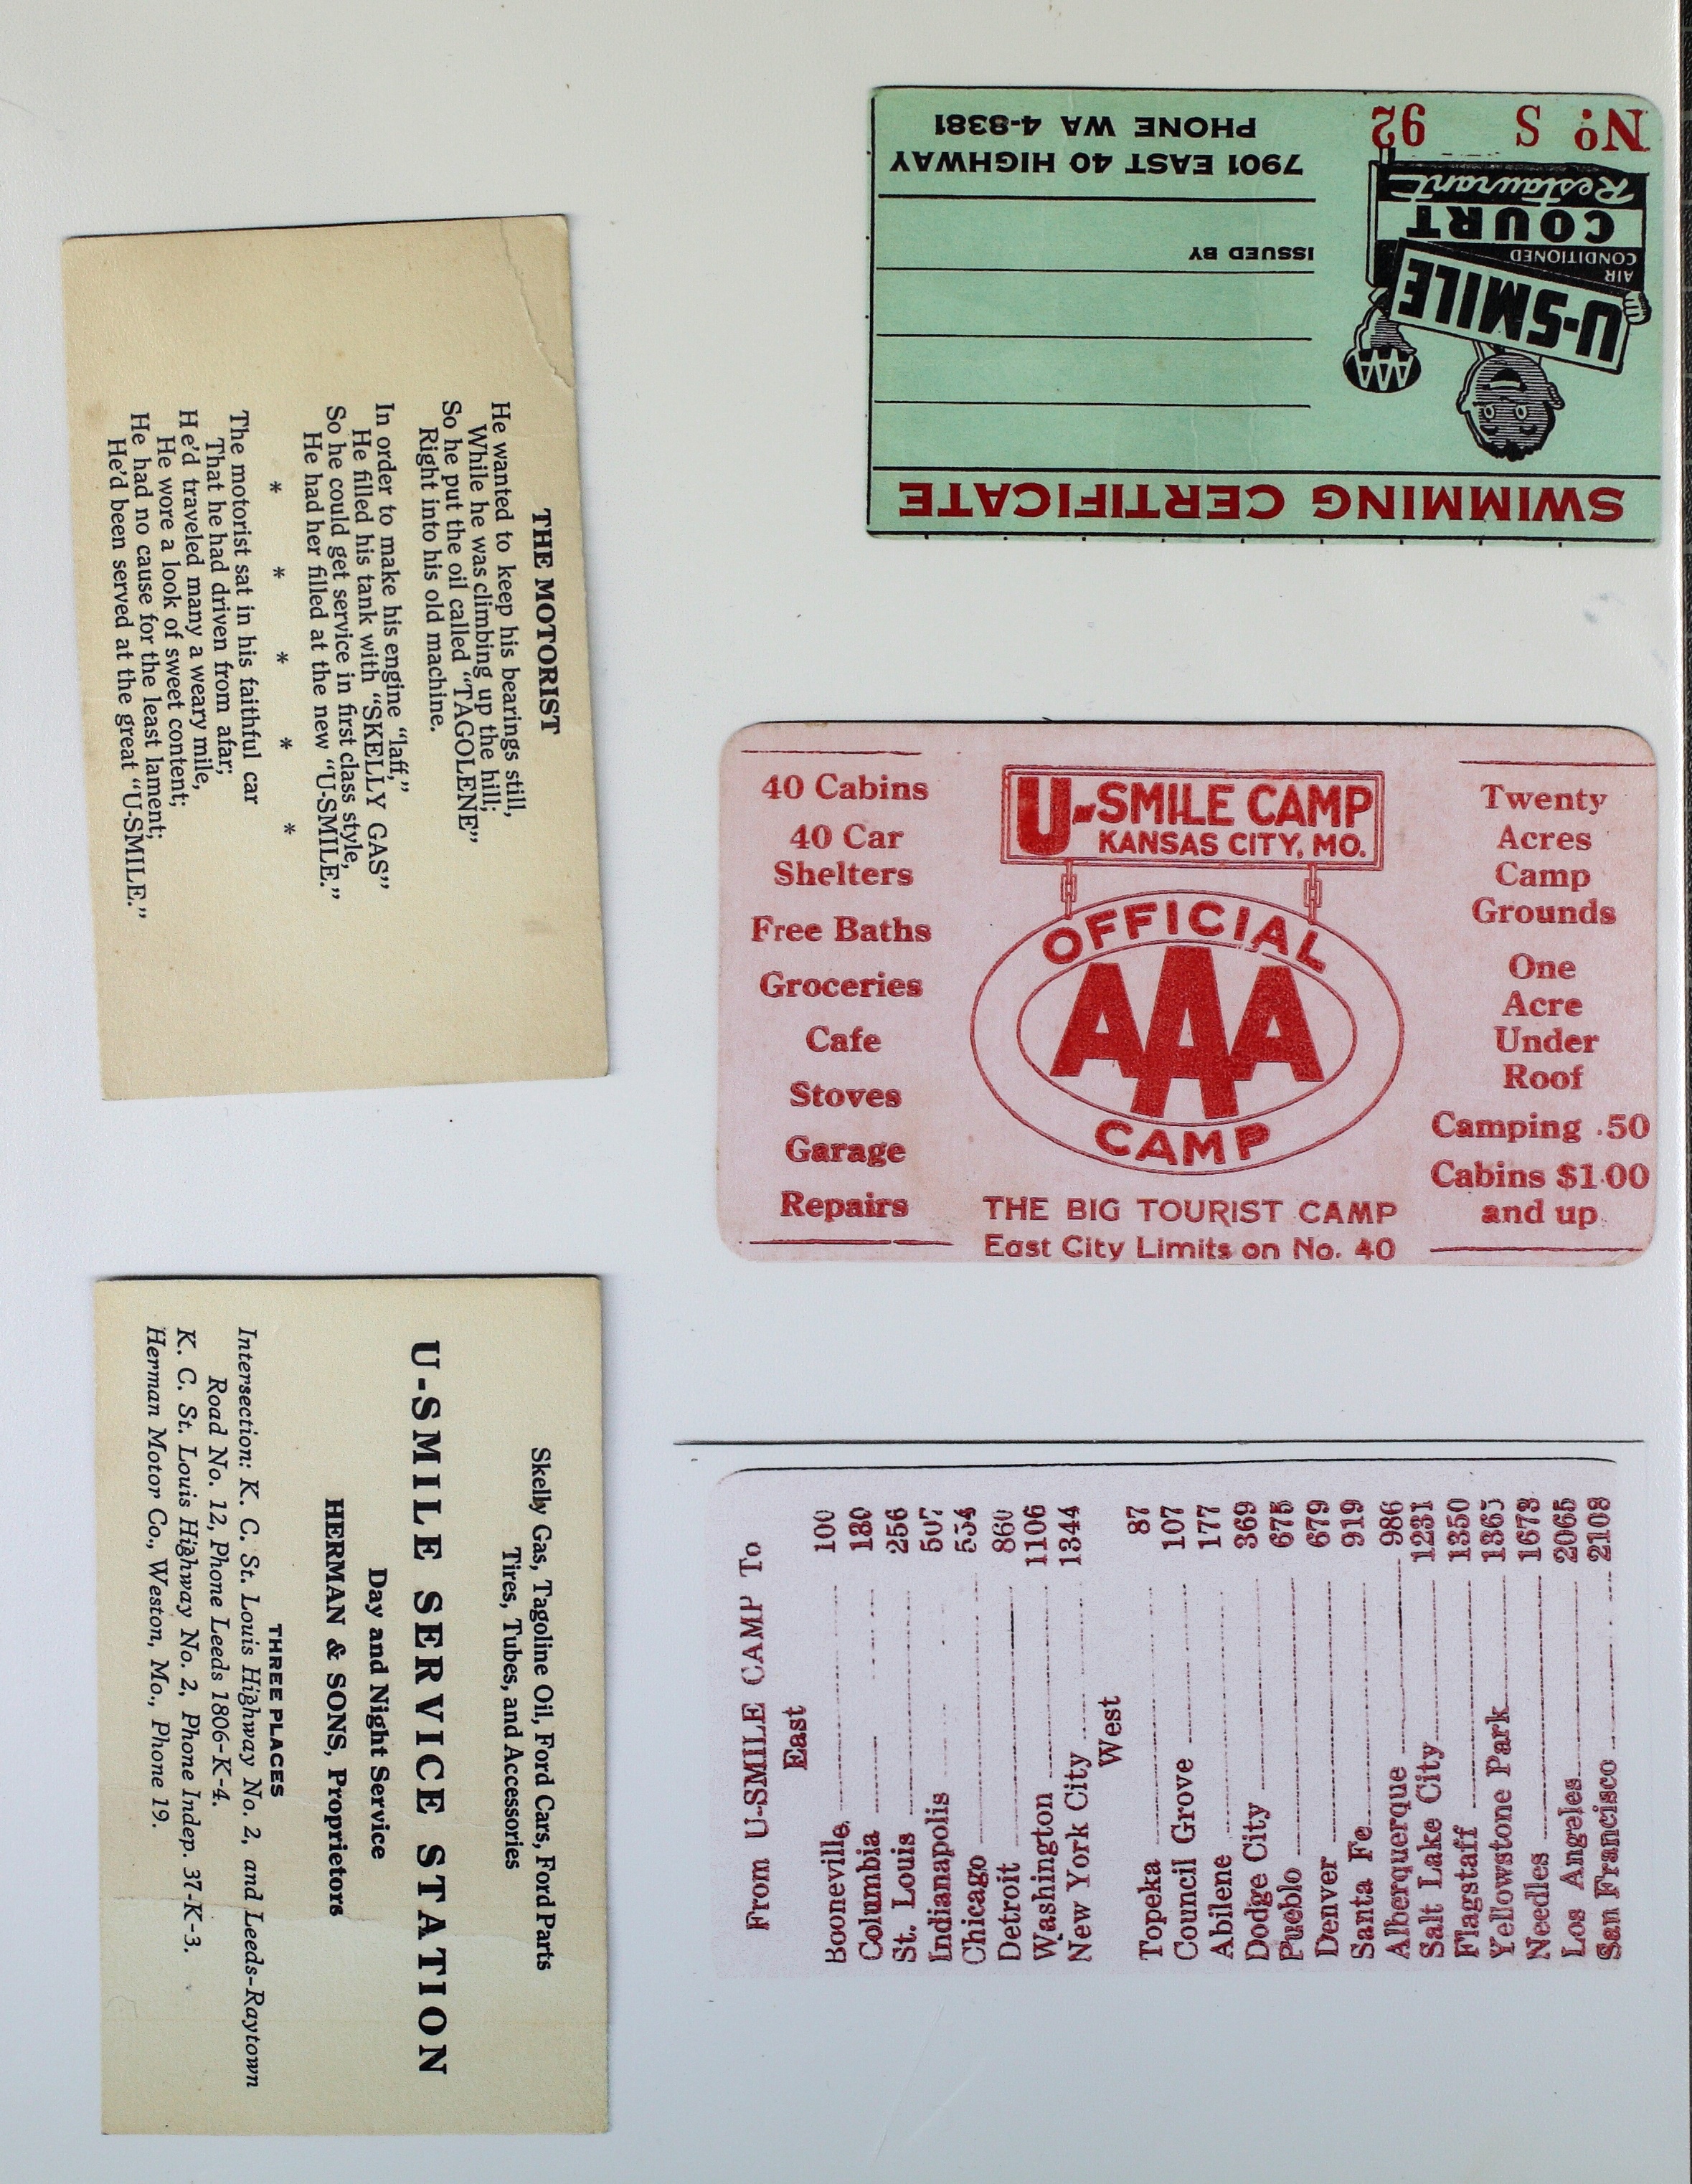 SWIMMING CERTIFICATE
U-SMILE
AAA
AIR
CONDITIONED
COURT
Restaurant
ISSUED BY
7901 EAST 40 HIGHWAY
PHONE WA 4-8381
No. S 92
THE MOTORIST
He wanted to keep his bearings still,
While he was climbing up the hill;
So he put the oil called "TAGOLENE",
Right into his old machine.
In order to make his engine "laff,"
He filled his tank with "SKELLY GAS"
So he could get service in first class style,
He had her filled at the new "U-SMILE."
* * * * *
The motorist sat in his faithful car
That he had driven from afar;
He'd traveled many a weary mile,
He wore a look of sweet content;
He had no cause for the least lament;
He'd been served at the great "U-SMILE."
40 Cabins
40 Car
Shelters
Free Baths
Groceries
Cafe
Stoves
Garage
Repairs
U-SMILE CAMP
KANSAS CITY, MO.
OFFICIAL
AAA
CAMP
THE BIG TOURIST CAMP
East City Limits on No. 40
Twenty
Acres
Camp
Grounds
One
Acre
Under
Roof
Camping .50
Cabins $1.00
and up
Skelly Gas, Tagoline Oil, Ford Cars, Ford Parts
Tires, Tubes, and Accessories
U-SMILE SERVICE STATION
Day and Night Service
HERMAN & SONS, Proprietors
THREE PLACES
Intersection: K. C. St. Louis Highway No. 2, and Leeds-Raytown
Road No. 12, Phone Leeds 1806-K-4.
K. C. St. Louis Highway No. 2, Phone Indep. 37-K-3.
Herman Motor Co., Weston, Mo., Phone 19.
From U-SMILE CAMP To
East
Booneville 100
Columbia 130
St. Louis 256
Indianapolis 507
Chicago 554
Detroit 860
Washington 1106
New York City 1344
West
Topeka 87
Council Grove 107
Abilene 177
Dodge City 369
Pueblo 675
Denver 679
Santa Fe 919
Alberquerque 986
Salt Lake City 1231
Flagstaff 1350
Yellowstone Park 1365
Needles 1673
Los Angeles 2065
San Francisco 2108